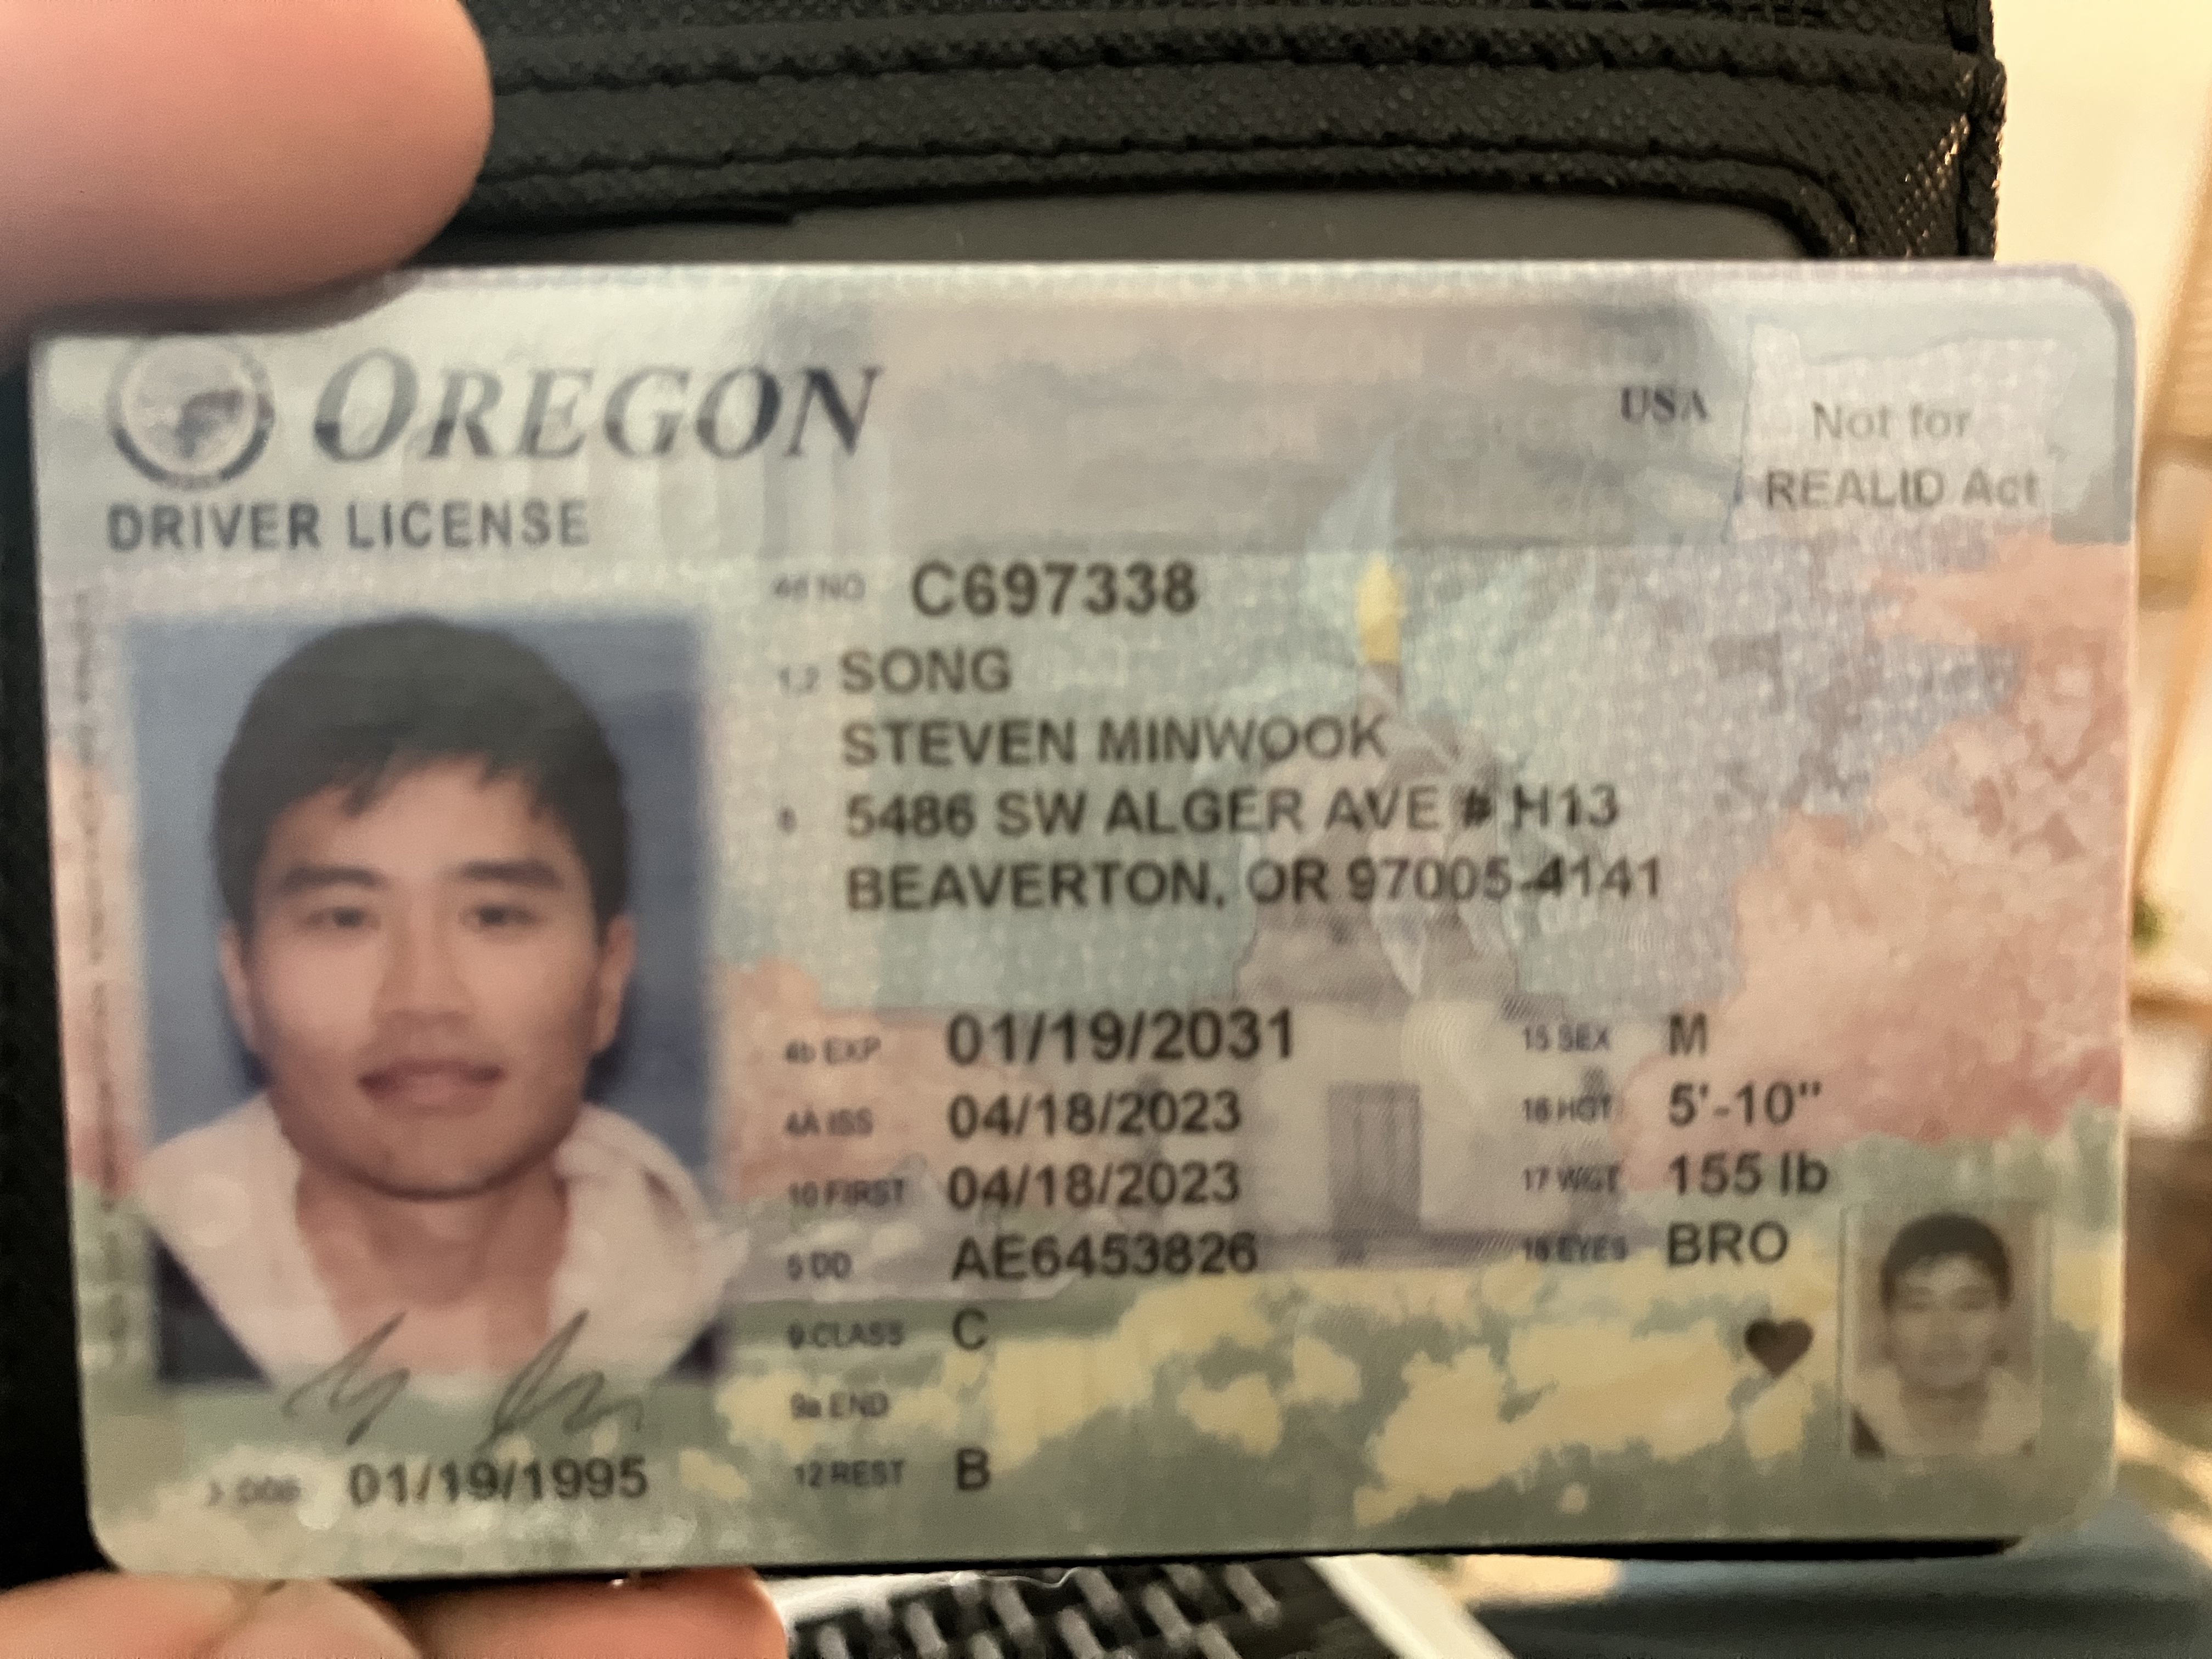 OREGON
USA
Not for
REALID Act
DRIVER LICENSE
4d NO C697338
1,2 SONG
STEVEN MINWOOK
8 5486 SW ALGER AVE # H13
BEAVERTON, OR 97005-4141
4b EXP 01/19/2031
15 SEX M
4A ISS 04/18/2023
16 HGT 5'-10"
10 FIRST 04/18/2023
17 WGT 155 lb
5 DD AE6453826
18 EYES BRO
9 CLASS C
9a END
12 REST B
3 DOB 01/19/1995